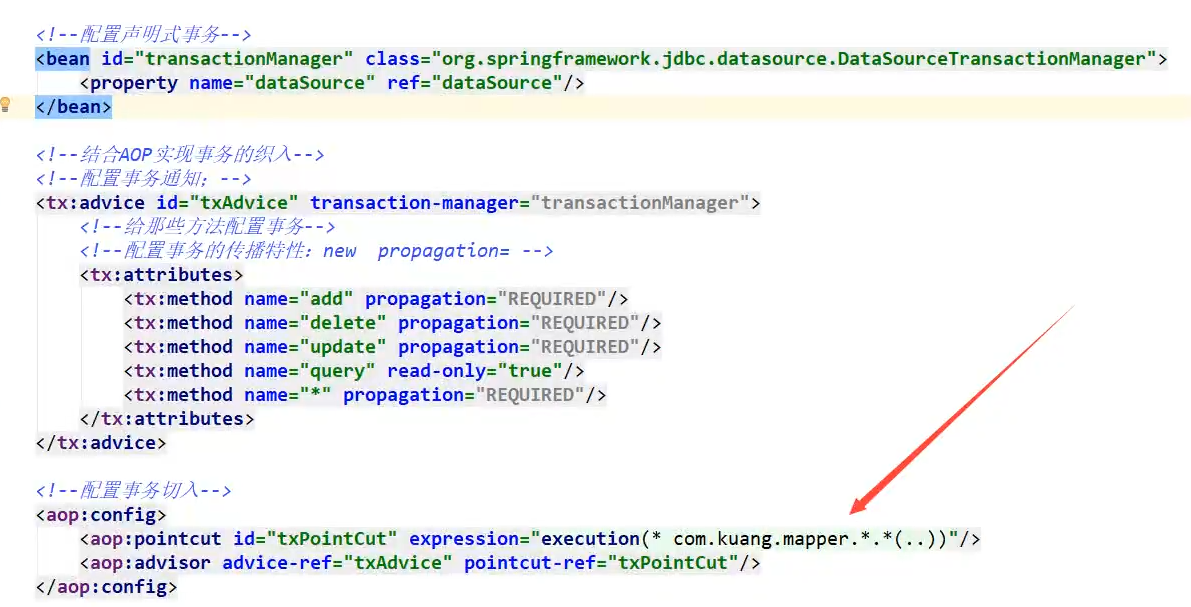 <!--配置声明式事务-->
<bean id="transactionManager" class="org.springframework.jdbc.datasource.DataSourceTransactionManager">
<property name="dataSource" ref="dataSource"/>
</bean>
<!--结合AOP实现事务的织入-->
<!--配置事务通知；-->
<tx:advice id="txAdvice" transaction-manager="transactionManager">
<!--给那些方法配置事务-->
<!--配置事务的传播特性：new  propagation= -->
<tx:attributes>
<tx:method name="add" propagation="REQUIRED"/>
<tx:method name="delete" propagation="REQUIRED"/>
<tx:method name="update" propagation="REQUIRED"/>
<tx:method name="query" read-only="true"/>
<tx:method name="*" propagation="REQUIRED"/>
</tx:attributes>
</tx:advice>
<!--配置事务切入-->
<aop:config>
<aop:pointcut id="txPointCut" expression="execution(* com.kuang.mapper.*.*(..))"/>
<aop:advisor advice-ref="txAdvice" pointcut-ref="txPointCut"/>
</aop:config>